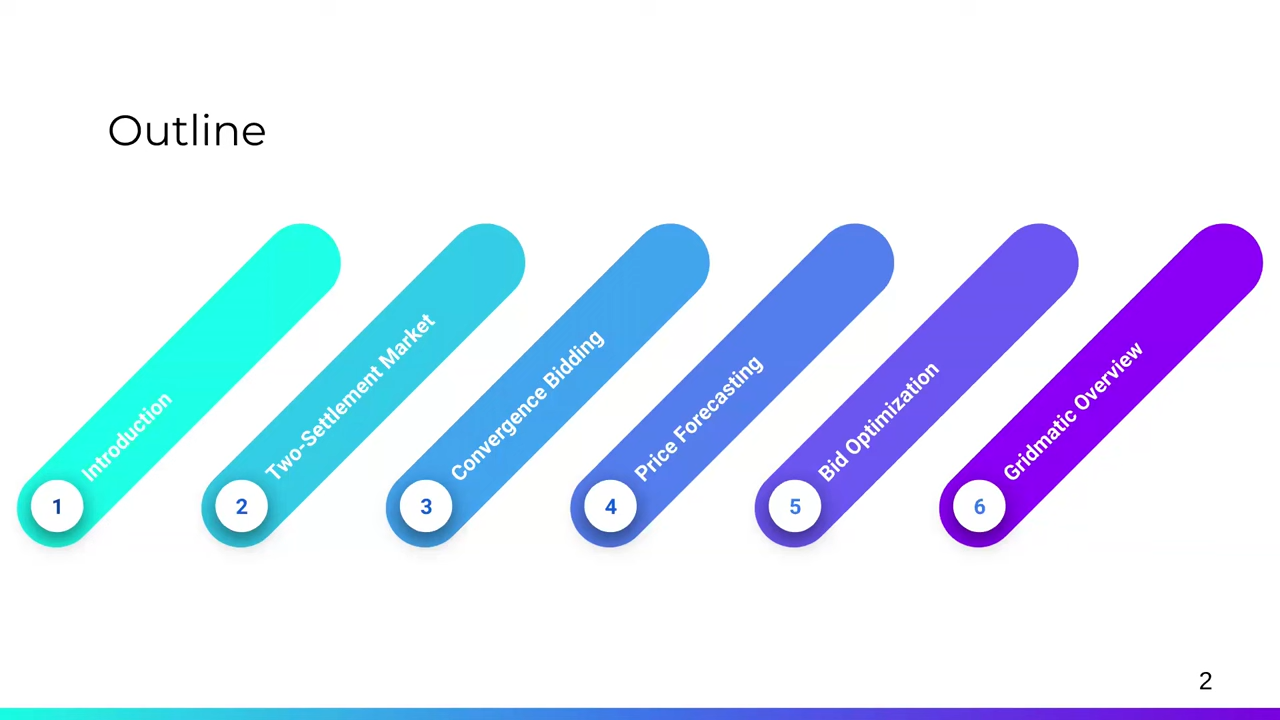 Outline
1 Introduction
2 Two-Settlement Market
3 Convergence Bidding
4 Price Forecasting
5 Bid Optimization
6 Gridmatic Overview
2